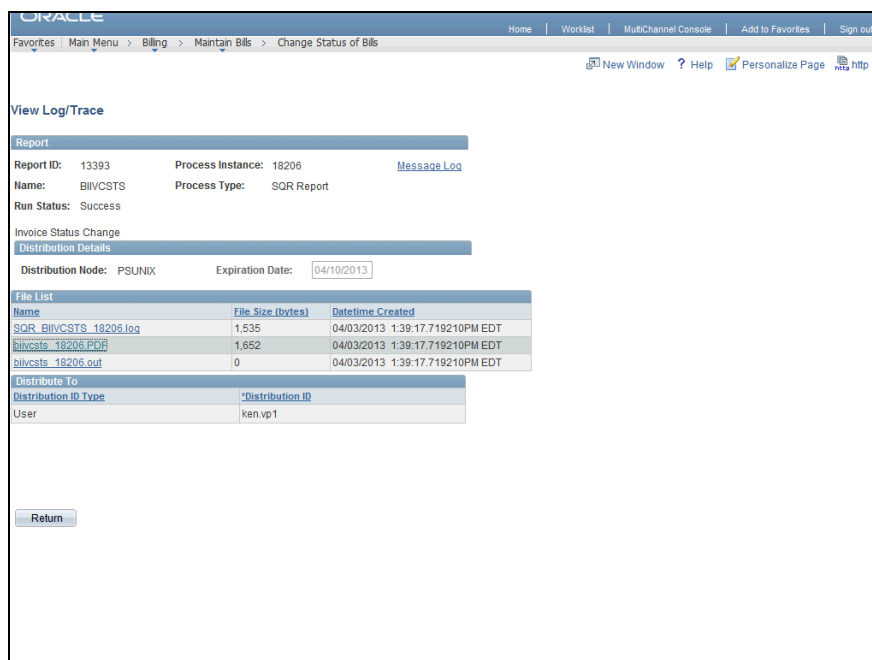 ORACLE
Home | Worklist | MultiChannel Console | Add to Favorites | Sign out
Favorites Main Menu > Billing > Maintain Bills > Change Status of Bills
New Window ? Help Personalize Page http
View Log/Trace
Report
Report ID: 13393 Process Instance: 18206 Message Log
Name: BIIVCSTS Process Type: SQR Report
Run Status: Success
Invoice Status Change
Distribution Details
Distribution Node: PSUNIX Expiration Date: 04/10/2013
File List
Name File Size (bytes) Datetime Created
SQR_BIIVCSTS_18206.log 1,535 04/03/2013 1:39:17.719210PM EDT
biivcsts_18206.PDF 1,652 04/03/2013 1:39:17.719210PM EDT
biivcsts_18206.out 0 04/03/2013 1:39:17.719210PM EDT
Distribute To
Distribution ID Type *Distribution ID
User ken.vp1
Return